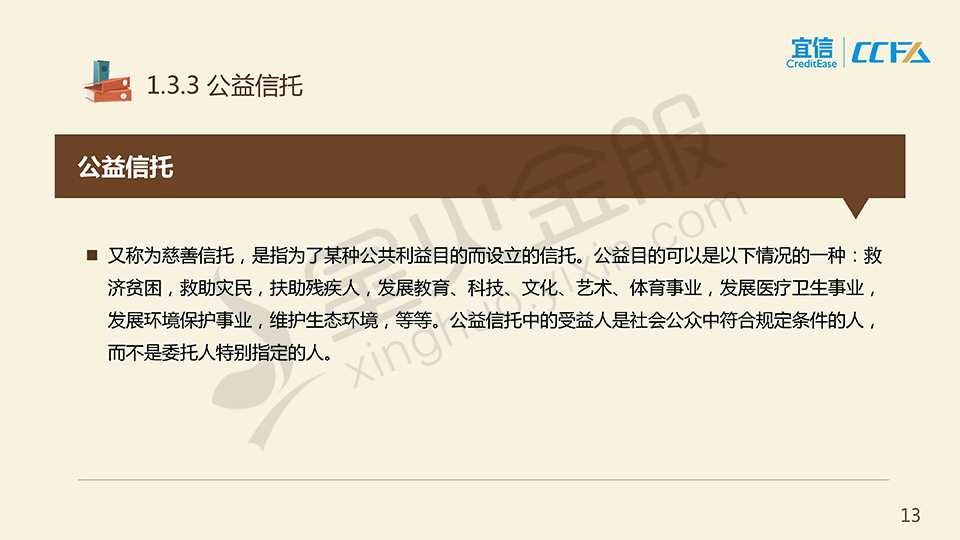 宜信
CreditEase
CCFA
1.3.3 公益信托
公益信托
又称为慈善信托，是指为了某种公共利益目的而设立的信托。公益目的可以是以下情况的一种：救
济贫困，救助灾民，扶助残疾人，发展教育、科技、文化、艺术、体育事业，发展医疗卫生事业，
发展环境保护事业，维护生态环境，等等。公益信托中的受益人是社会公众中符合规定条件的人，
而不是委托人特别指定的人。
星火金服
xinghuo.yixin.com
13